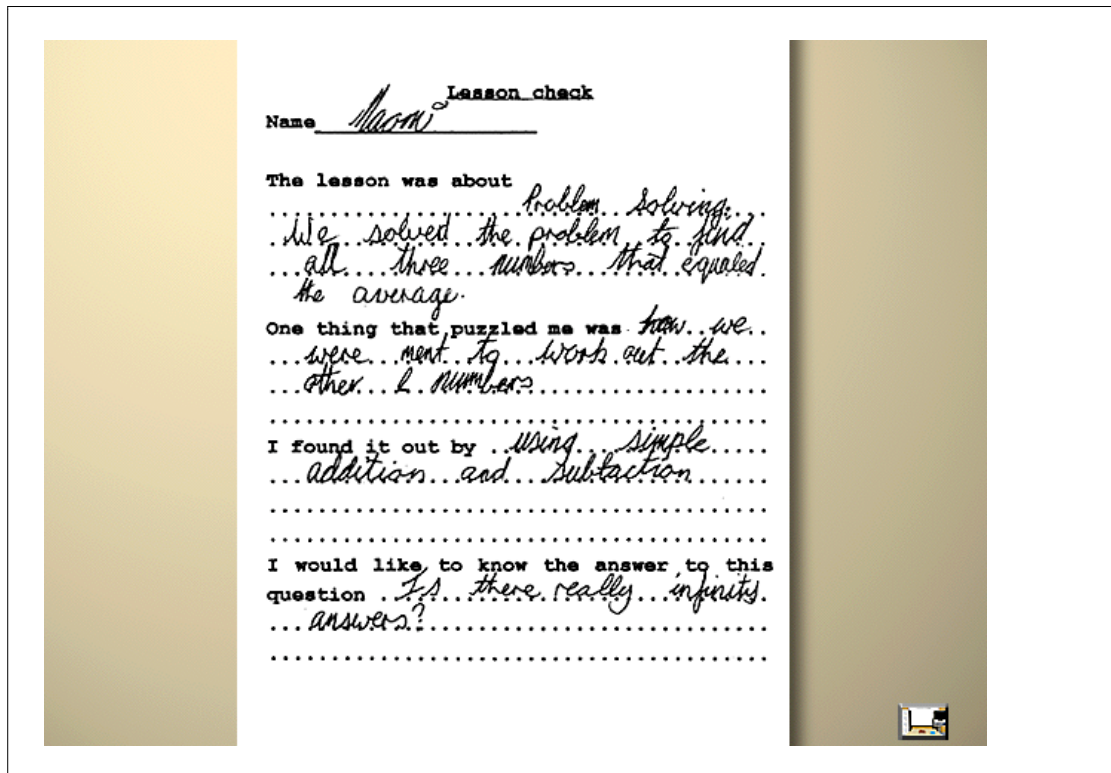 Lesson check
Name Naomi
The lesson was about
Problem solving.
We solved the problem to find
all three numbers that equaled
the average.
One thing that puzzled me was how we
were ment to work out the
other 2 numbers
I found it out by using simple
addition and subtaction
I would like to know the answer to this
question Is there really infinity
answers?